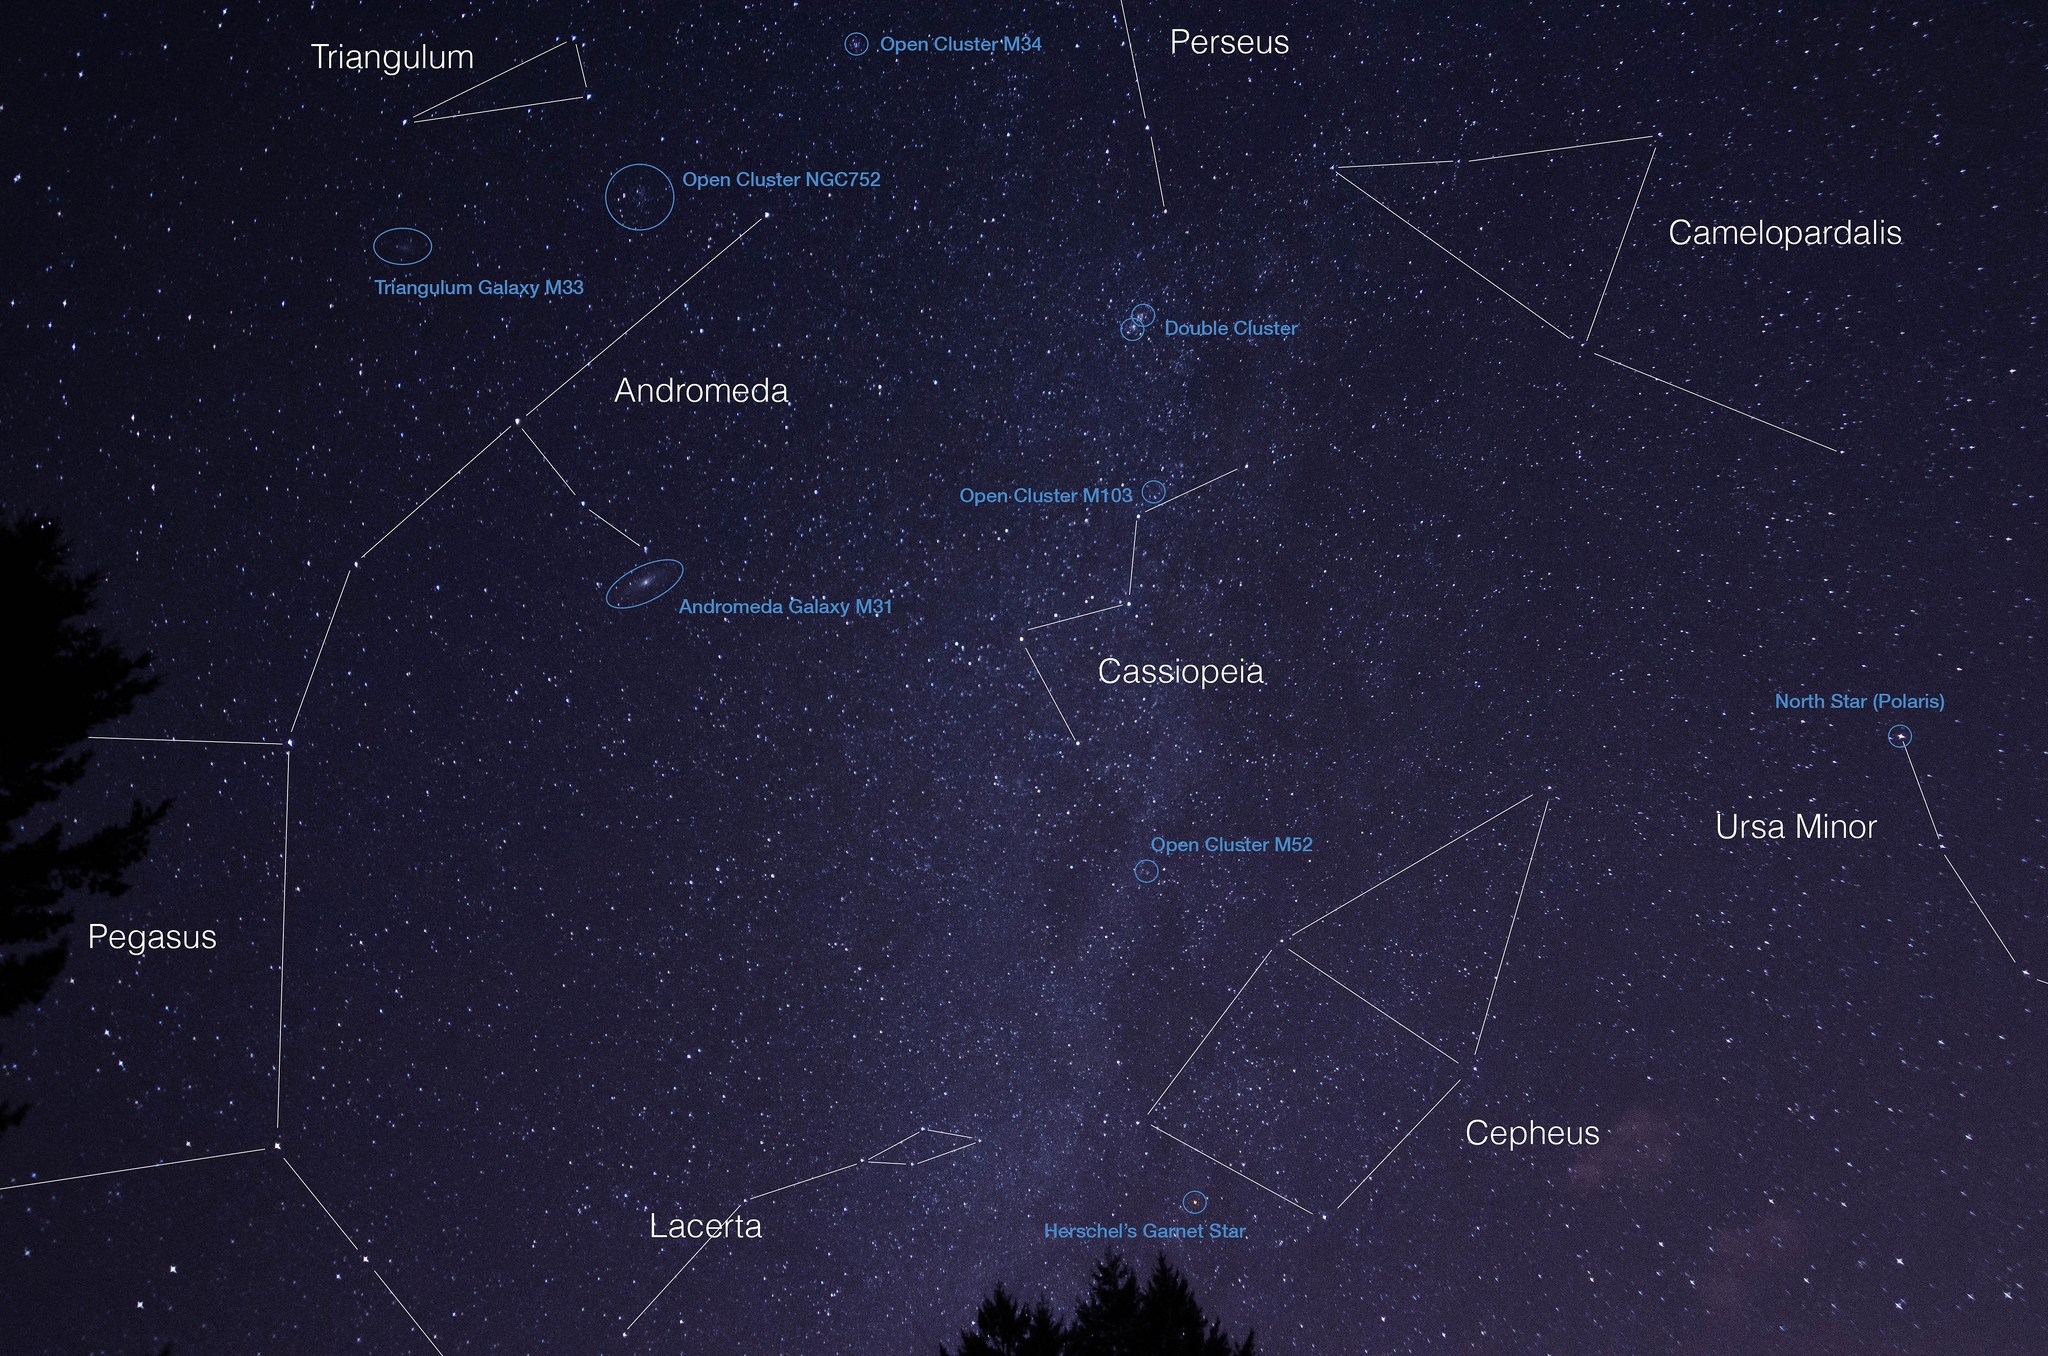 Triangulum
Open Cluster M34
Perseus
Open Cluster NGC752
Camelopardalis
Triangulum Galaxy M33
Double Cluster
Andromeda
Open Cluster M103
Andromeda Galaxy M31
Cassiopeia
North Star (Polaris)
Ursa Minor
Open Cluster M52
Pegasus
Cepheus
Lacerta
Herschel's Garnet Star